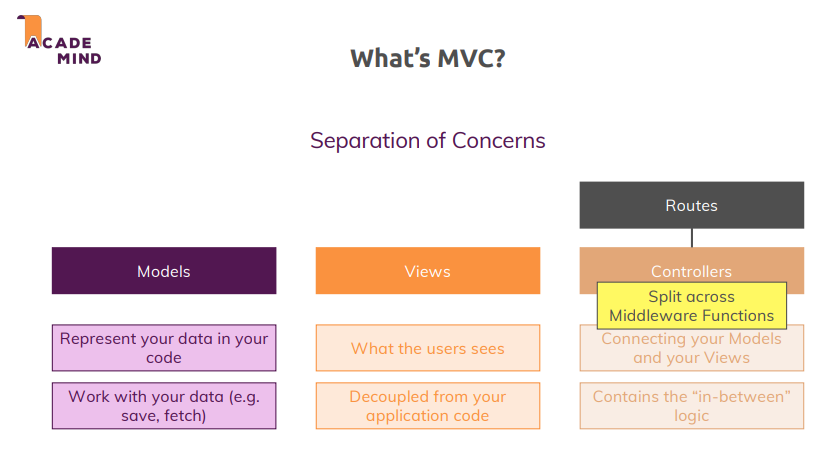 ACADE
MIND
What's MVC?
Separation of Concerns
Routes
Models
Views
Controllers
Split across
Middleware Functions
Represent your data in your
code
What the users sees
Connecting your Models
and your Views
Work with your data (e.g.
save, fetch)
Decoupled from your
application code
Contains the “in-between”
logic